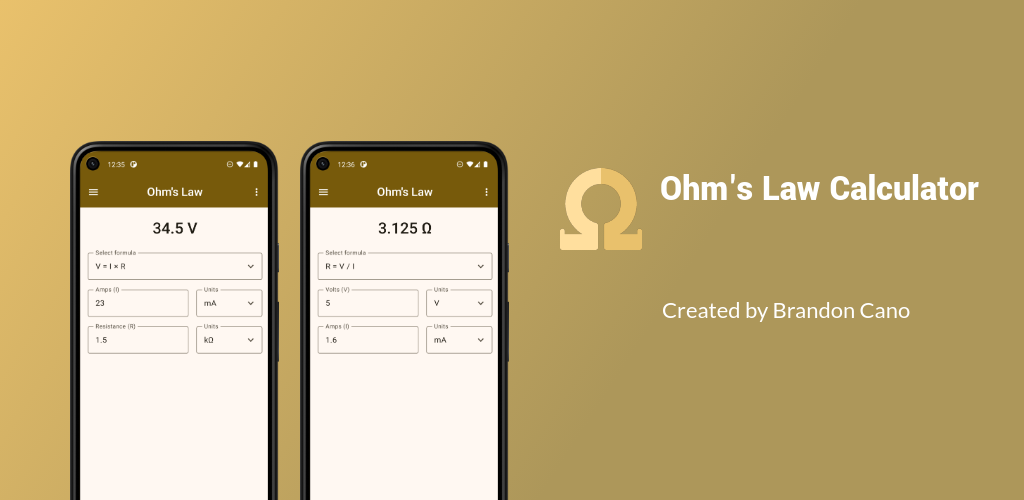 12:35
Ohm's Law
34.5 V
Select formula
V = I × R
Amps (I)
Units
23
mA
Resistance (R)
Units
1.5
kΩ
12:36
Ohm's Law
3.125 Ω
Select formula
R = V / I
Volts (V)
Units
5
V
Amps (I)
Units
1.6
mA
Ω
Ohm's Law Calculator
Created by Brandon Cano